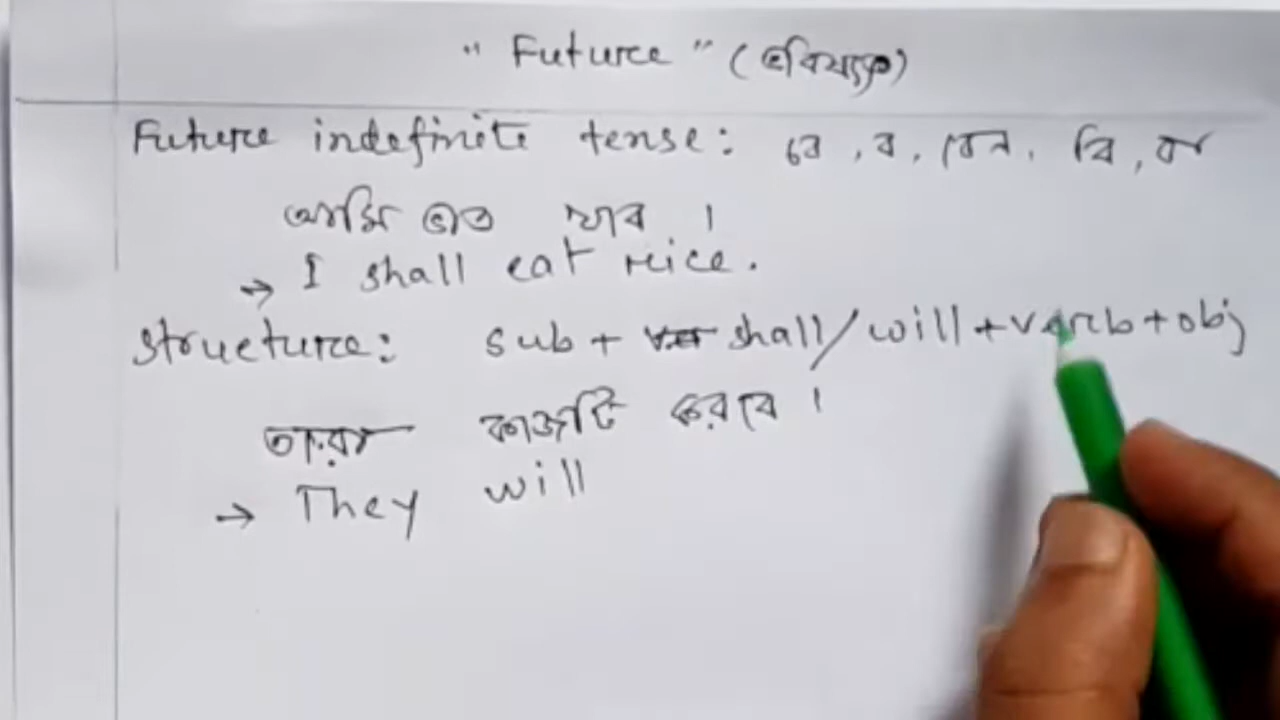 " Future " (ভবিষ্যৎ)
Future indefinite tense: বে, ব, বেন, বি, বা
আমি ভাত খাব ।
→ I shall eat rice.
structure: sub + shall/will + verb + obj
তারা কাজটি করবে ।
→ They will